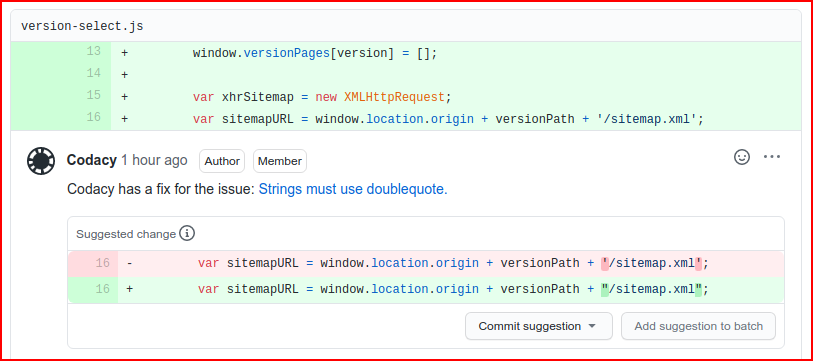 version-select.js
13 + window.versionPages[version] = [];
14 +
15 + var xhrSitemap = new XMLHttpRequest;
16 + var sitemapURL = window.location.origin + versionPath + '/sitemap.xml';
Codacy 1 hour ago Author Member
Codacy has a fix for the issue: Strings must use doublequote.
Suggested change
16 - var sitemapURL = window.location.origin + versionPath + '/sitemap.xml';
16 + var sitemapURL = window.location.origin + versionPath + "/sitemap.xml";
Commit suggestion Add suggestion to batch